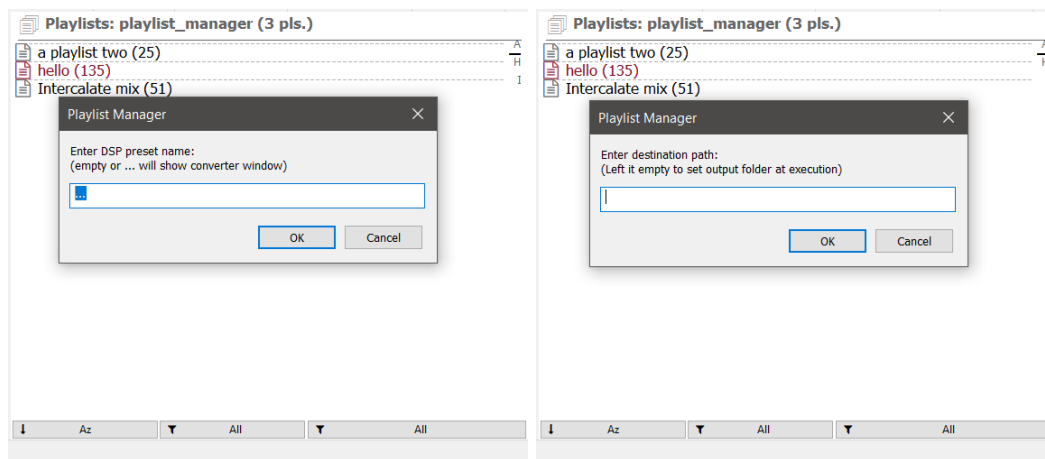 Playlists: playlist_manager (3 pls.)
a playlist two (25)
hello (135)
Intercalate mix (51)
A
H
I
Playlist Manager
Enter DSP preset name:
(empty or ... will show converter window)
...
OK Cancel
Az All All
Playlists: playlist_manager (3 pls.)
a playlist two (25)
hello (135)
Intercalate mix (51)
A
H
Playlist Manager
Enter destination path:
(Left it empty to set output folder at execution)
OK Cancel
Az All All